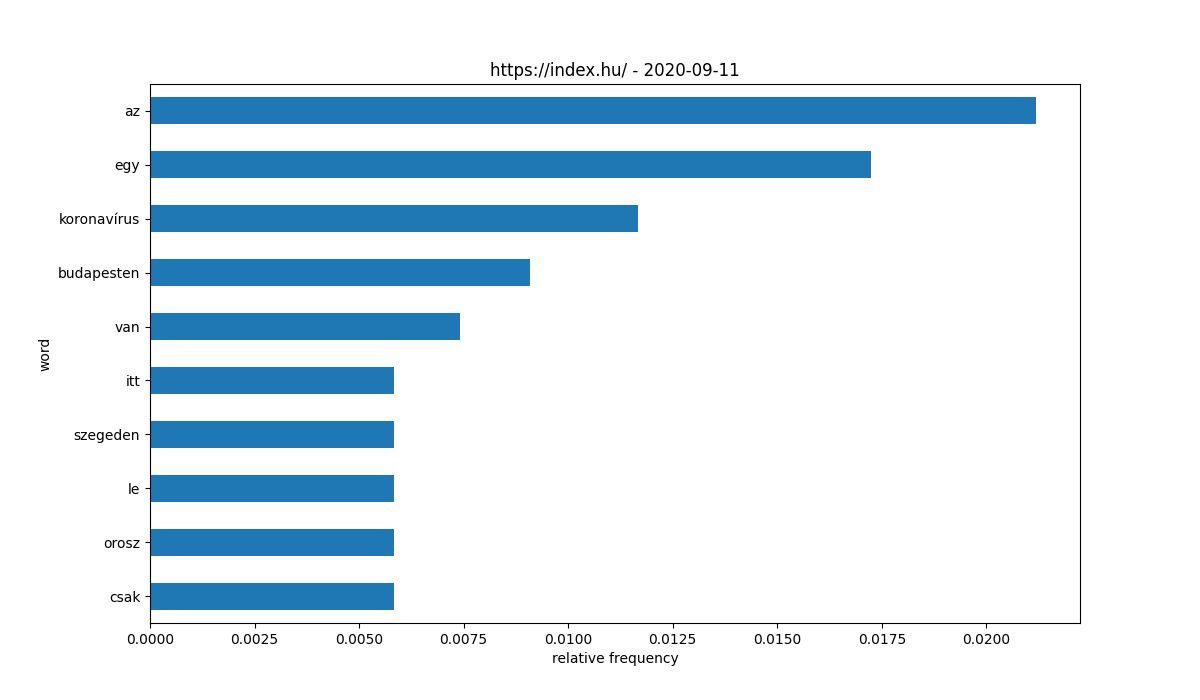 https://index.hu/ - 2020-09-11
az
egy
koronavírus
budapesten
van
itt
szegeden
le
orosz
csak
word
0.0000 0.0025 0.0050 0.0075 0.0100 0.0125 0.0150 0.0175 0.0200
relative frequency